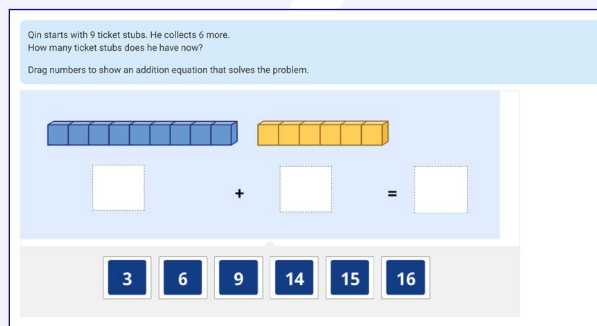 Qin starts with 9 ticket stubs. He collects 6 more.
How many ticket stubs does he have now?
Drag numbers to show an addition equation that solves the problem.
+ =
3 6 9 14 15 16